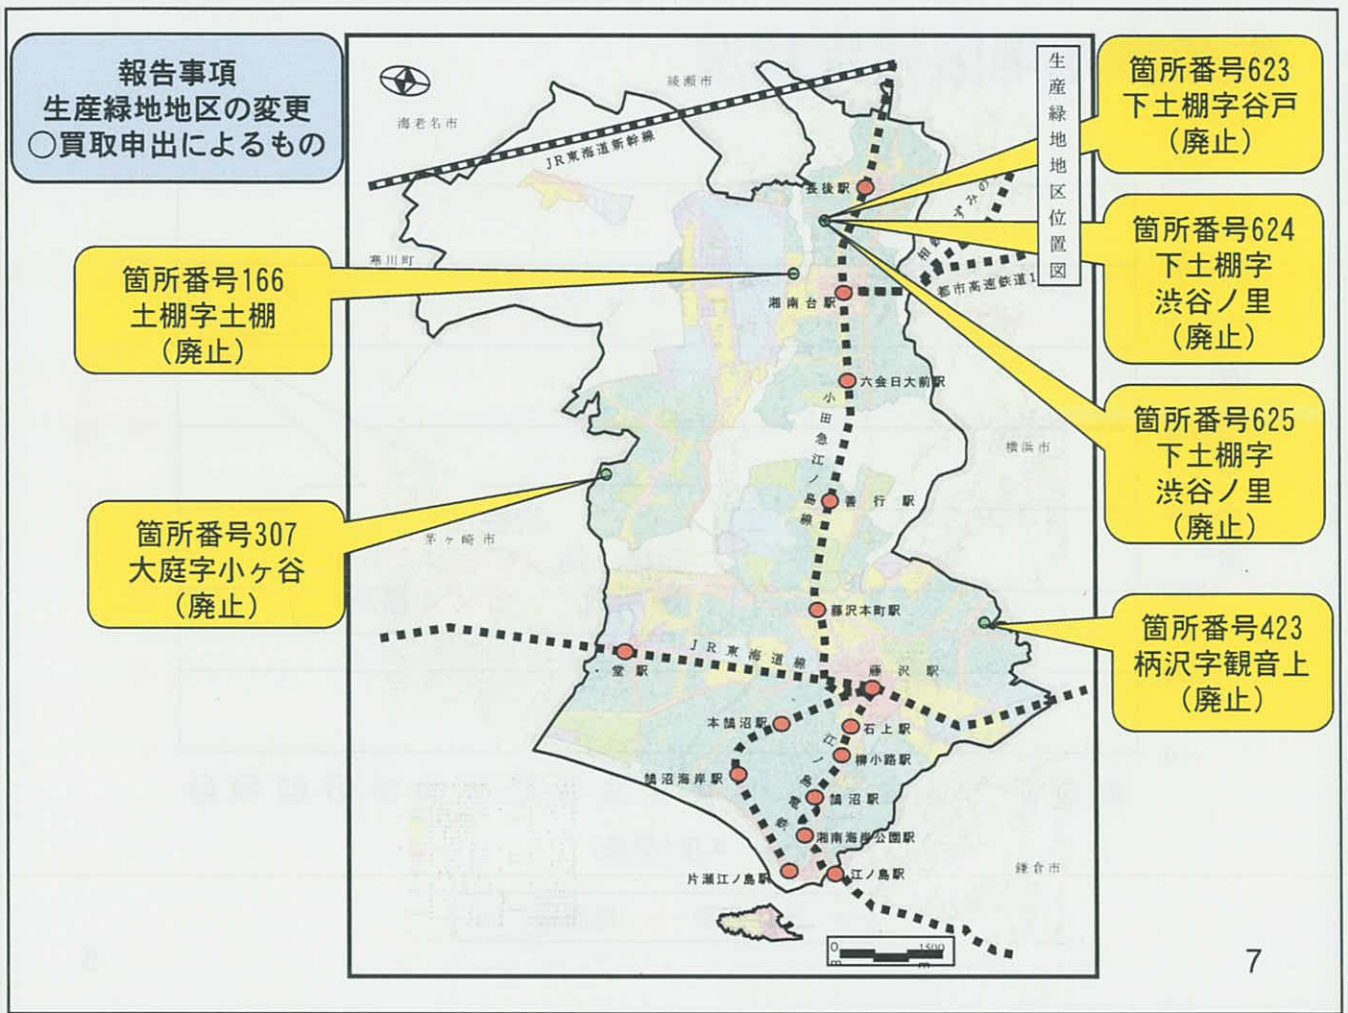 報告事項
生産緑地地区の変更
○買取申出によるもの
生産緑地地区位置図
箇所番号623
下土棚字谷戸
(廃止)
箇所番号624
下土棚字
渋谷ノ里
(廃止)
箇所番号625
下土棚字
渋谷ノ里
(廃止)
箇所番号423
柄沢字観音上
(廃止)
箇所番号166
土棚字土棚
(廃止)
箇所番号307
大庭字小ヶ谷
(廃止)
綾瀬市
海老名市
JR東海道新幹線
長後駅
寒川町
都市高速鉄道1
湘南台駅
六会日大前駅
小田急江ノ島線
横浜市
善行駅
茅ヶ崎市
藤沢本町駅
JR東海道線
堂駅
藤沢駅
本鵠沼駅
石上駅
柳小路駅
鵠沼海岸駅
鵠沼駅
湘南海岸公園駅
片瀬江ノ島駅
江ノ島駅
鎌倉市
0 1500
m m
7